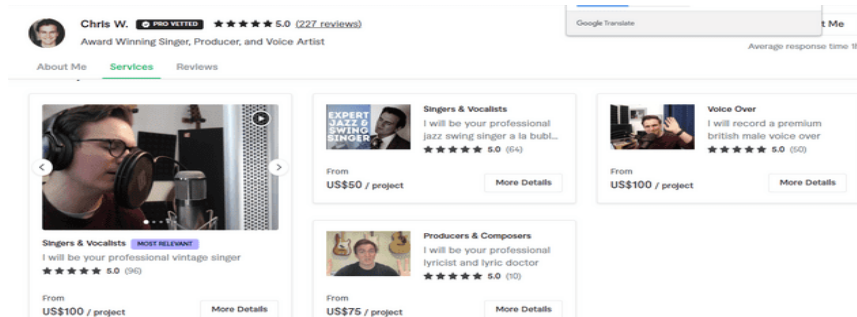 Chris W. PRO VETTED 5.0 (227 reviews)
Award Winning Singer, Producer, and Voice Artist
Google Translate
t Me
Average response time 1
About Me Services Reviews
Singers & Vocalists MOST RELEVANT
I will be your professional vintage singer
5.0 (96)
From
US$100 / project More Details
EXPERT
JAZZ &
SWING
SINGER
Singers & Vocalists
I will be your professional
jazz swing singer a la bubl...
5.0 (64)
From
US$50 / project More Details
Producers & Composers
I will be your professional
lyricist and lyric doctor
5.0 (10)
From
US$75 / project More Details
Voice Over
I will record a premium
british male voice over
5.0 (50)
From
US$100 / project More Details